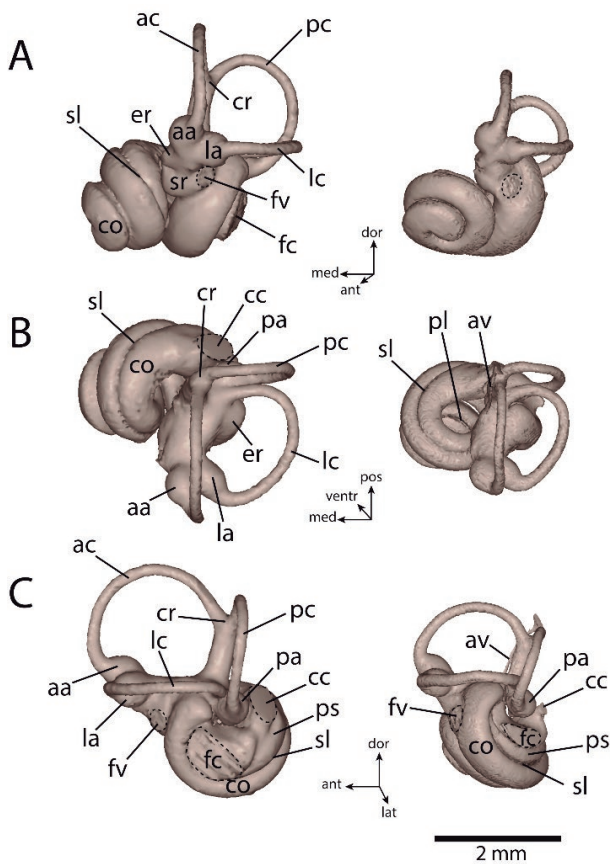 A
ac
pc
cr
er
sl
aa
la
lc
sr
fv
co
fc
dor
med
ant
B
sl
cr
cc
pa
pc
co
er
lc
aa
la
pl
av
sl
pos
ventr
med
C
ac
cr
pc
lc
pa
aa
cc
la
ps
fv
fc
sl
co
av
pa
cc
fv
fc
co
ps
sl
dor
ant
lat
2 mm